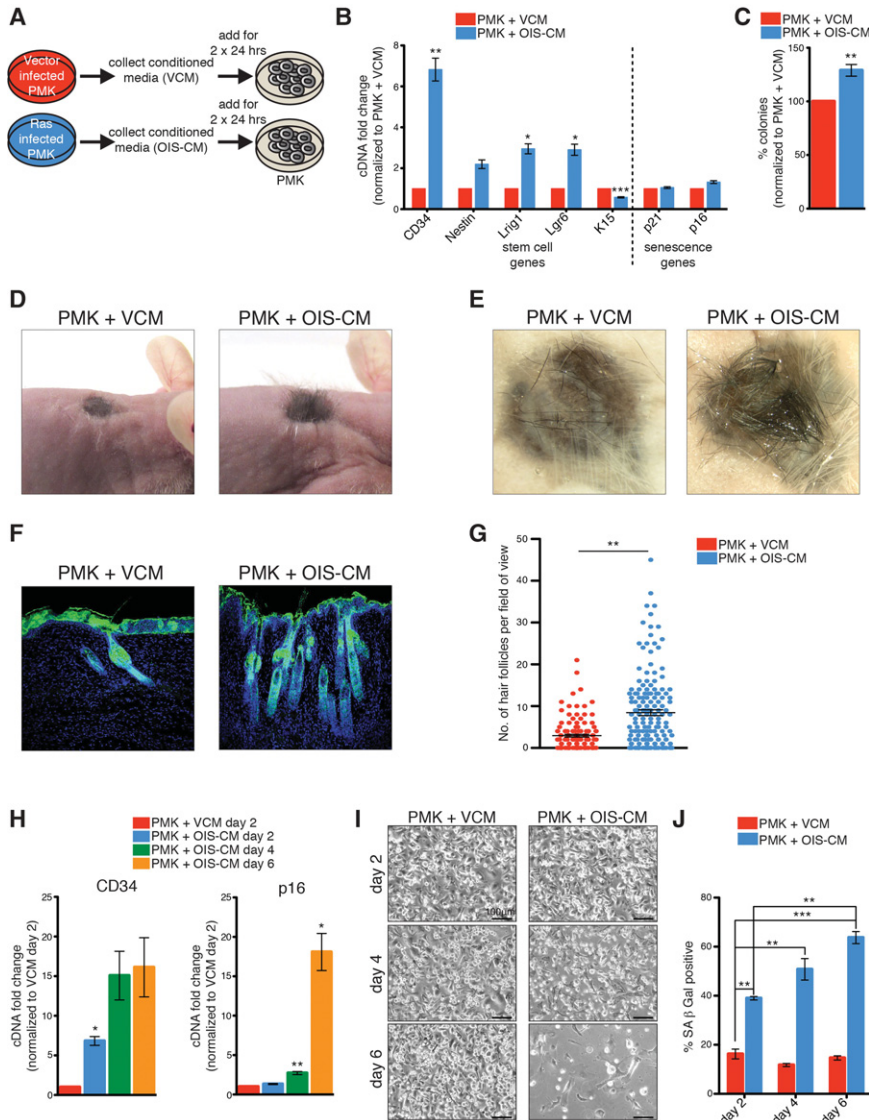 A
Vector
infected
PMK
collect conditioned
media (VCM)
add for
2 x 24 hrs
Ras
infected
PMK
collect conditioned
media (OIS-CM)
add for
2 x 24 hrs
PMK
B
PMK + VCM
PMK + OIS-CM
cDNA fold change
(normalized to PMK + VCM)
8
6
4
2
0
**
*
*
***
CD34
Nestin
Lrig1
Lgr6
K15
p21
p16
stem cell
genes
senescence
genes
C
PMK + VCM
PMK + OIS-CM
% colonies
(normalized to PMK + VCM)
150
100
50
0
**
D
PMK + VCM
PMK + OIS-CM
E
PMK + VCM
PMK + OIS-CM
F
PMK + VCM
PMK + OIS-CM
G
PMK + VCM
PMK + OIS-CM
No. of hair follicles per field of view
50
40
30
20
10
0
**
H
PMK + VCM day 2
PMK + OIS-CM day 2
PMK + OIS-CM day 4
PMK + OIS-CM day 6
CD34
cDNA fold change
(normalized to VCM day 2)
25
20
15
10
5
0
*
p16
cDNA fold change
(normalized to VCM day 2)
25
20
15
10
5
0
**
*
I
PMK + VCM
PMK + OIS-CM
day 2
100µm
day 4
day 6
J
PMK + VCM
PMK + OIS-CM
% SA β Gal positive
80
60
40
20
0
**
***
**
**
day 2
day 4
day 6